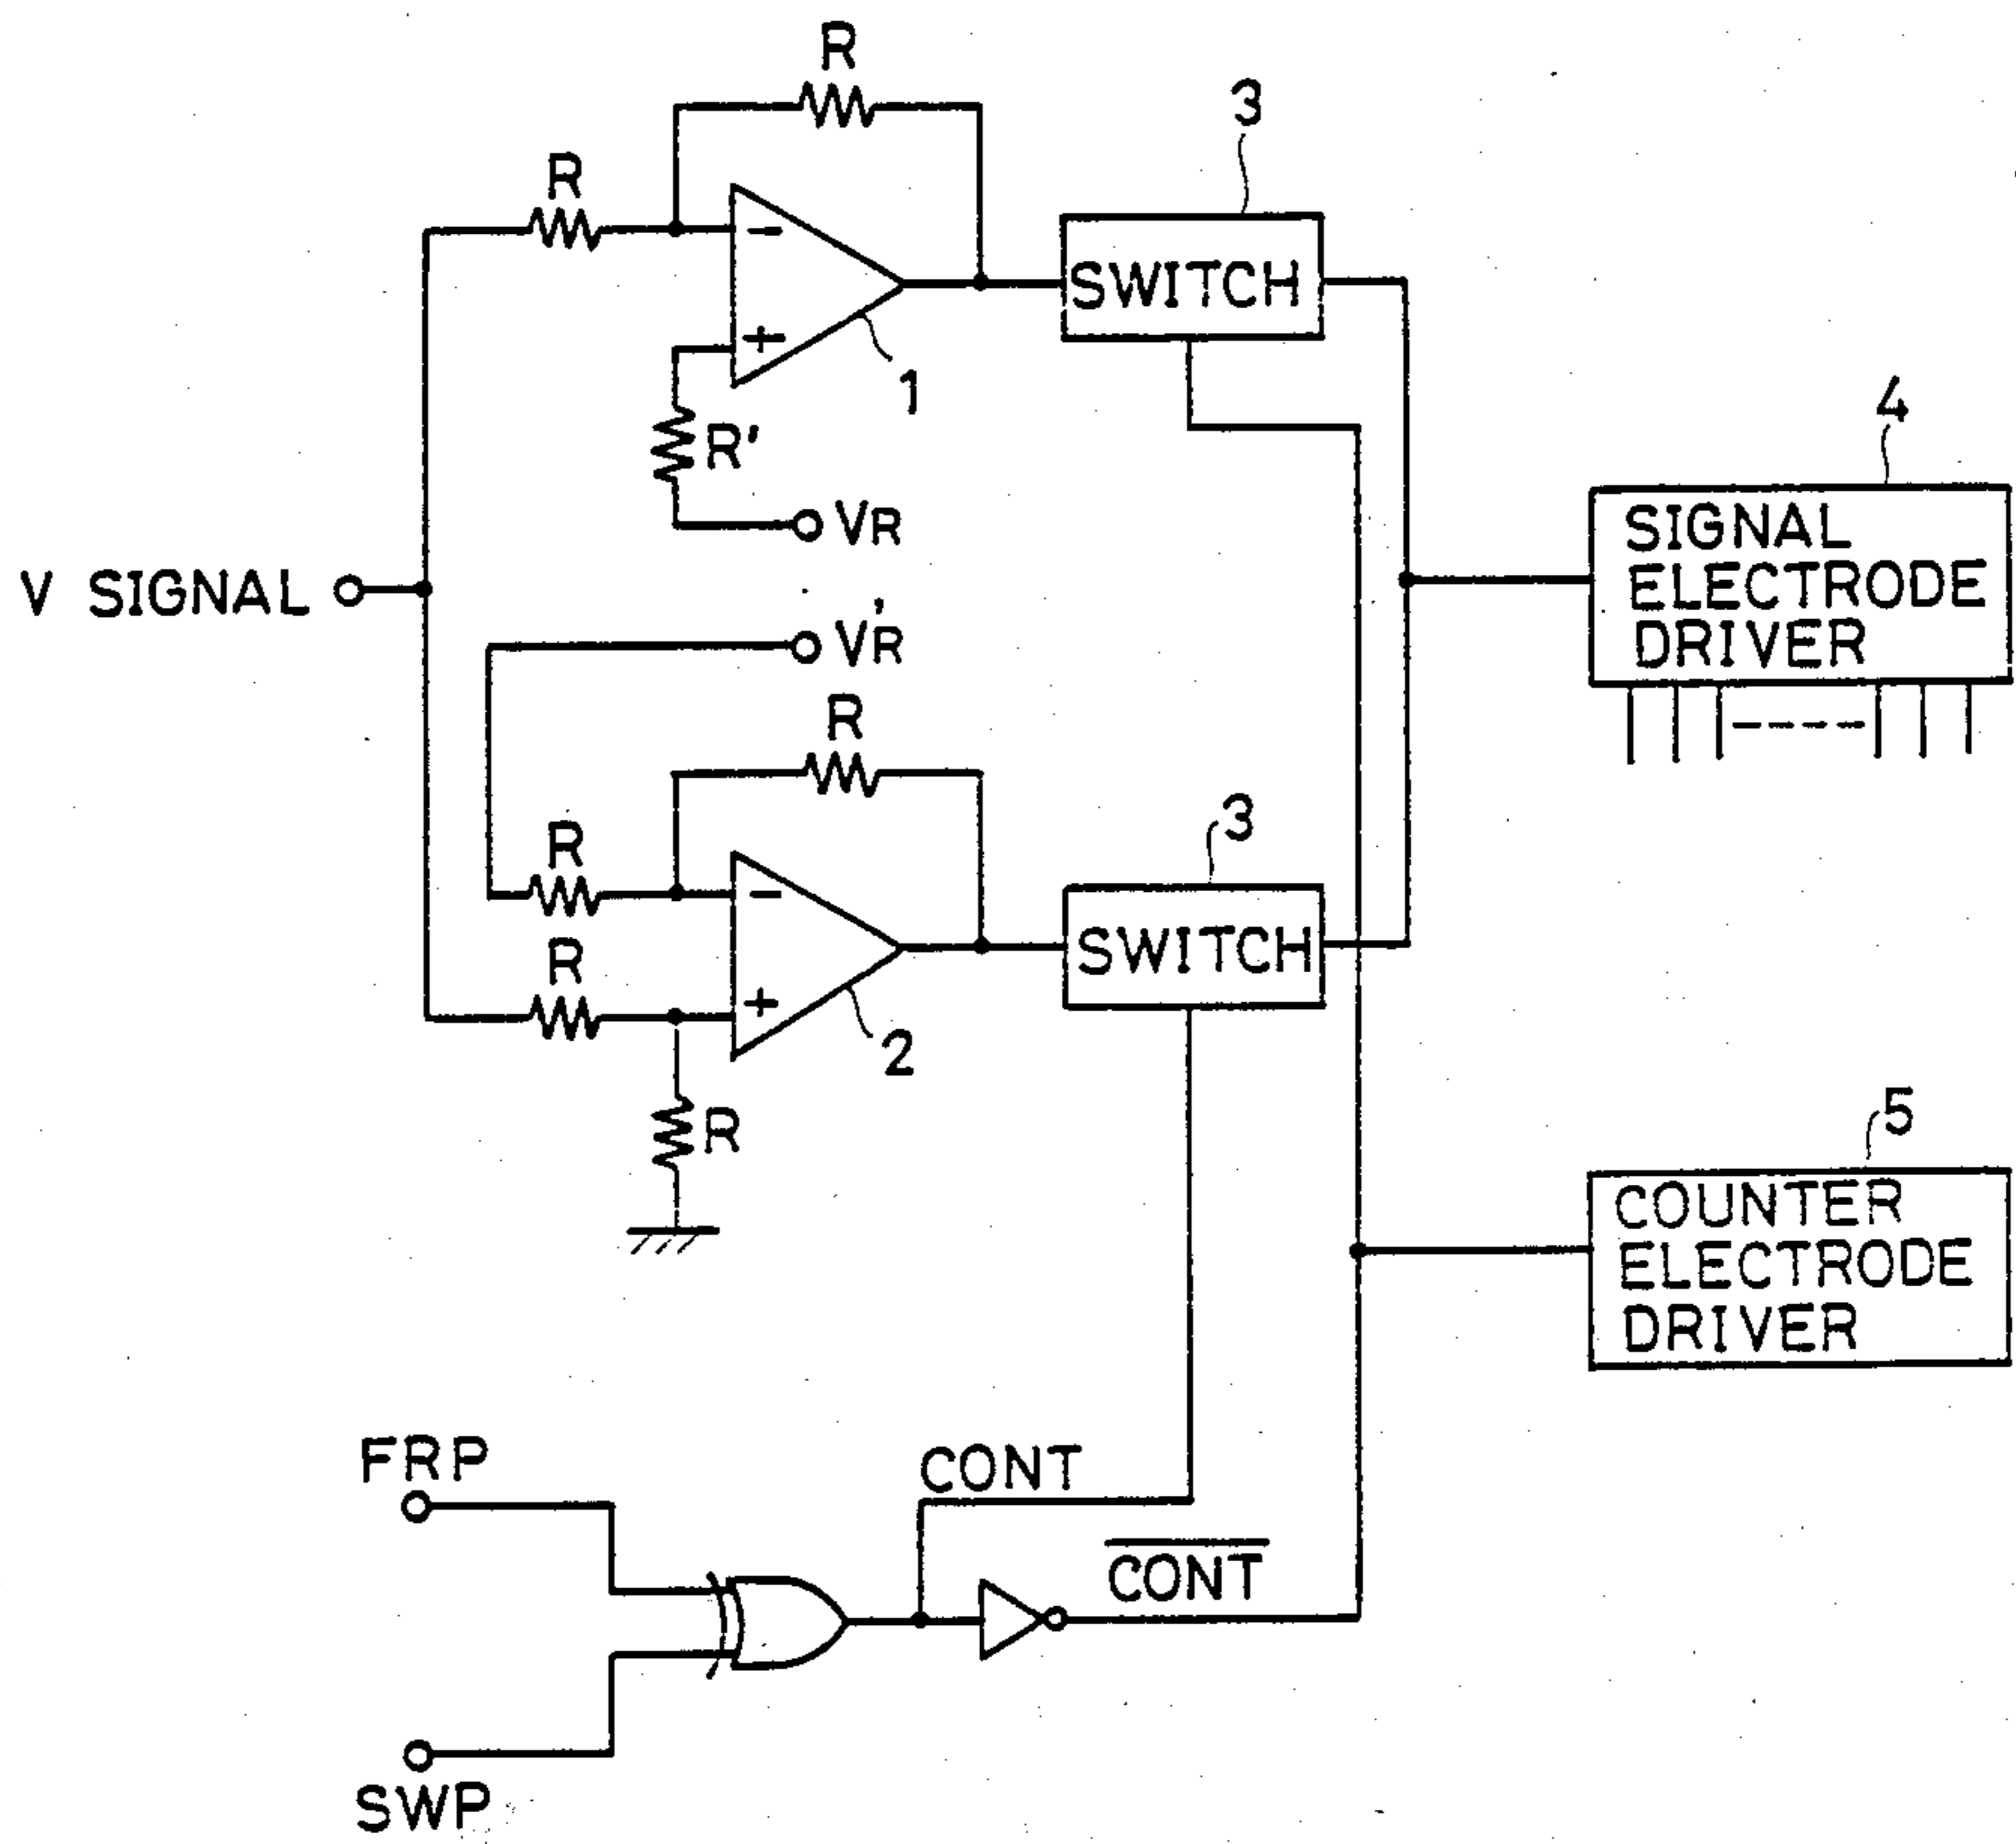 R
3
R
-
SWITCH
+
1
R'
4
VR
SIGNAL
ELECTRODE
DRIVER
V SIGNAL
V'R
R
3
R
-
SWITCH
R
+
2
R
5
COUNTER
ELECTRODE
DRIVER
FRP
CONT
C̅O̅N̅T̅
SWP